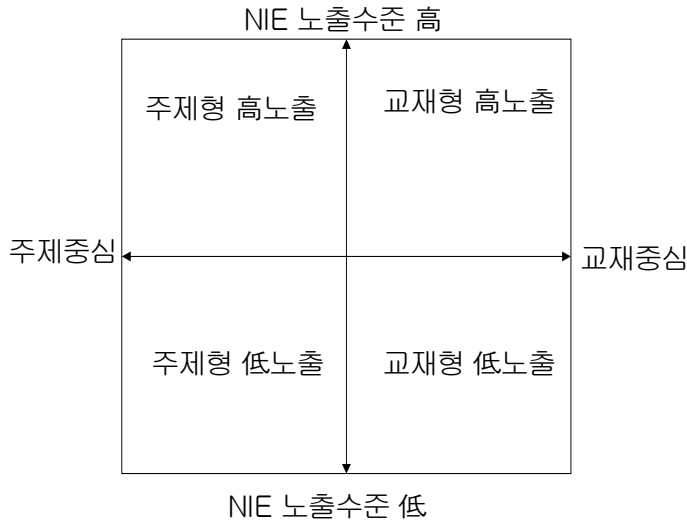 NIE 노출수준 高
주제형 高노출
교재형 高노출
주제중심
교재중심
주제형 低노출
교재형 低노출
NIE 노출수준 低